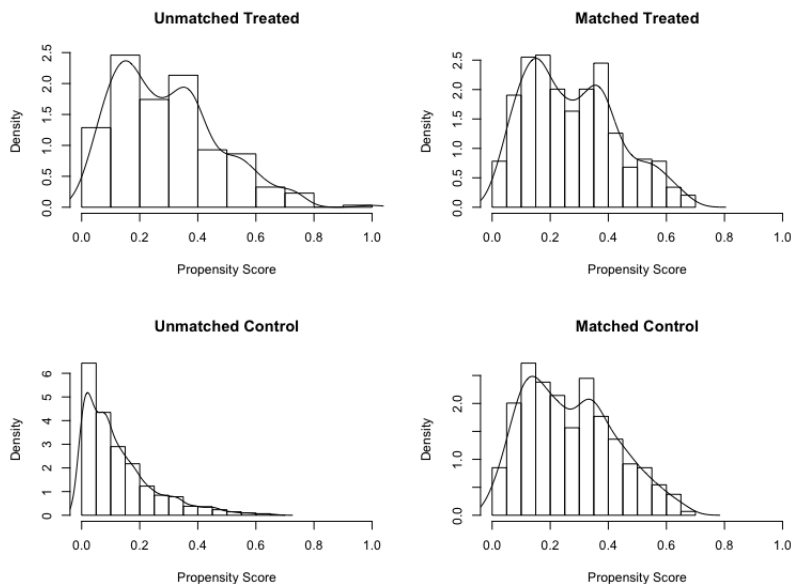 Unmatched Treated
Density
0.0 0.5 1.0 1.5 2.0 2.5
0.0 0.2 0.4 0.6 0.8 1.0
Propensity Score
Matched Treated
Density
0.0 0.5 1.0 1.5 2.0 2.5
0.0 0.2 0.4 0.6 0.8 1.0
Propensity Score
Unmatched Control
Density
0 1 2 3 4 5 6
0.0 0.2 0.4 0.6 0.8 1.0
Propensity Score
Matched Control
Density
0.0 1.0 2.0
0.0 0.2 0.4 0.6 0.8 1.0
Propensity Score